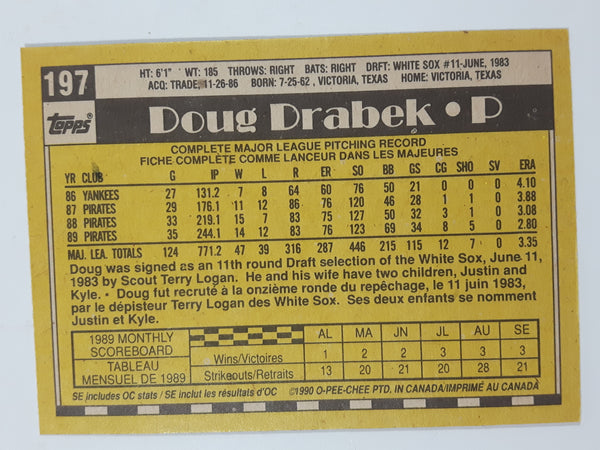 197
HT: 6'1" WT: 185 THROWS: RIGHT BATS: RIGHT DRFT: WHITE SOX #11-JUNE, 1983
ACQ: TRADE, 11-26-86 BORN: 7-25-62, VICTORIA, TEXAS HOME: VICTORIA, TEXAS
topps®
Doug Drabek • P
COMPLETE MAJOR LEAGUE PITCHING RECORD
FICHE COMPLÈTE COMME LANCEUR DANS LES MAJEURES
YR CLUB G IP W L R ER SO BB GS CG SHO SV ERA
86 YANKEES 27 131.2 7 8 64 60 76 50 21 0 0 0 4.10
87 PIRATES 29 176.1 11 12 86 76 120 46 28 1 1 0 3.88
88 PIRATES 33 219.1 15 7 83 75 127 50 32 3 1 0 3.08
89 PIRATES 35 244.1 14 12 83 76 123 69 34 8 5 0 2.80
MAJ. LEA. TOTALS 124 771.2 47 39 316 287 446 215 115 12 7 0 3.35
Doug was signed as an 11th round Draft selection of the White Sox, June 11,
1983 by Scout Terry Logan. He and his wife have two children, Justin and
Kyle. • Doug fut recruté a la onzième ronde du repêchage, le 11 juin 1983,
par le dépisteur Terry Logan des White Sox. Ses deux enfants se nomment
Justin et Kyle.
1989 MONTHLY SCOREBOARD
TABLEAU MENSUEL DE 1989
AL MA JN JL AU SE
Wins/Victoires 1 2 2 3 3 3
Strikeouts/Retraits 13 20 21 20 28 21
SE includes OC stats / SE inclut les résultats d'OC
©1990 O-PEE-CHEE PTD. IN CANADA/IMPRIMÉ AU CANADA